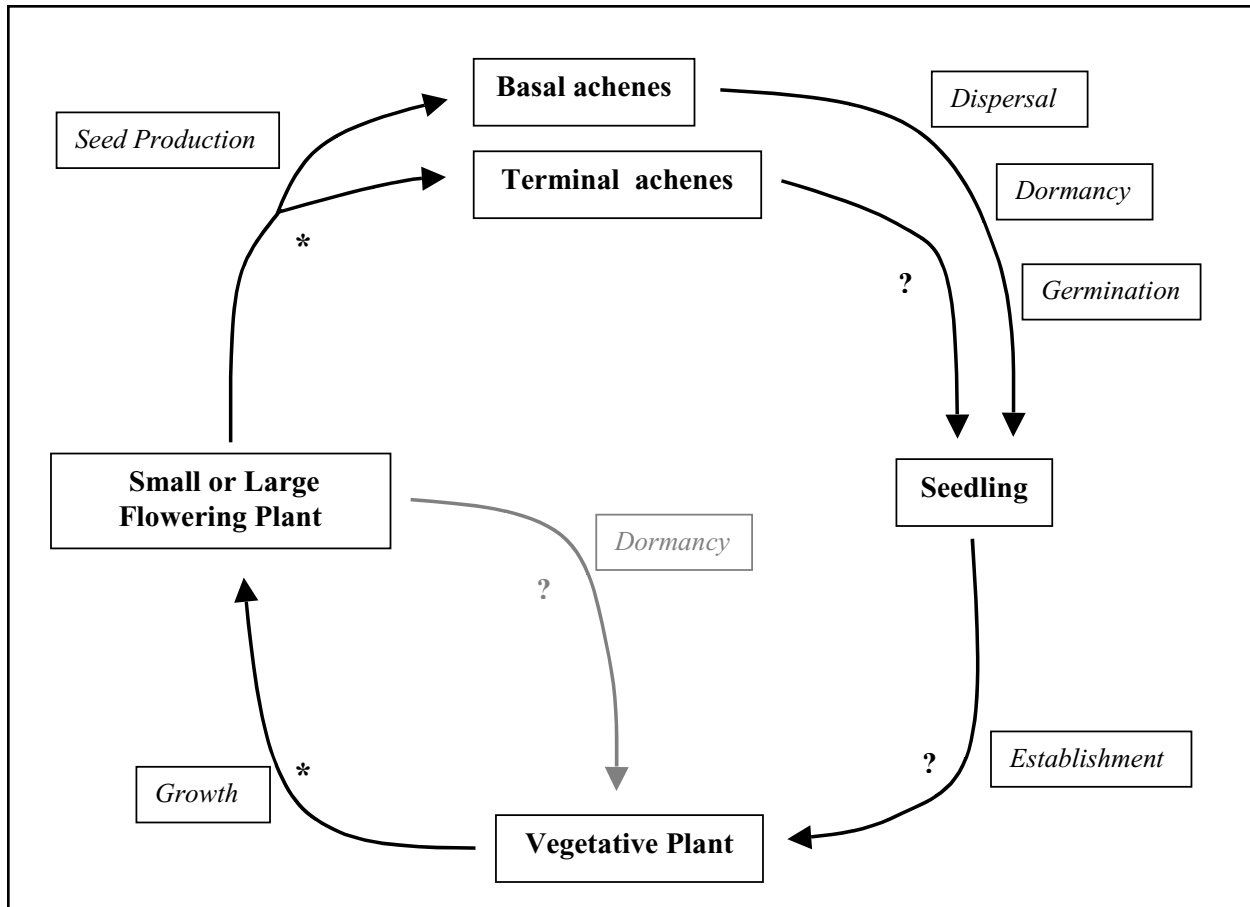 Basal achenes
Dispersal
Seed Production
Terminal achenes
Dormancy
*
?
Germination
Small or Large
Flowering Plant
Seedling
Dormancy
?
*
?
Establishment
Growth
Vegetative Plant